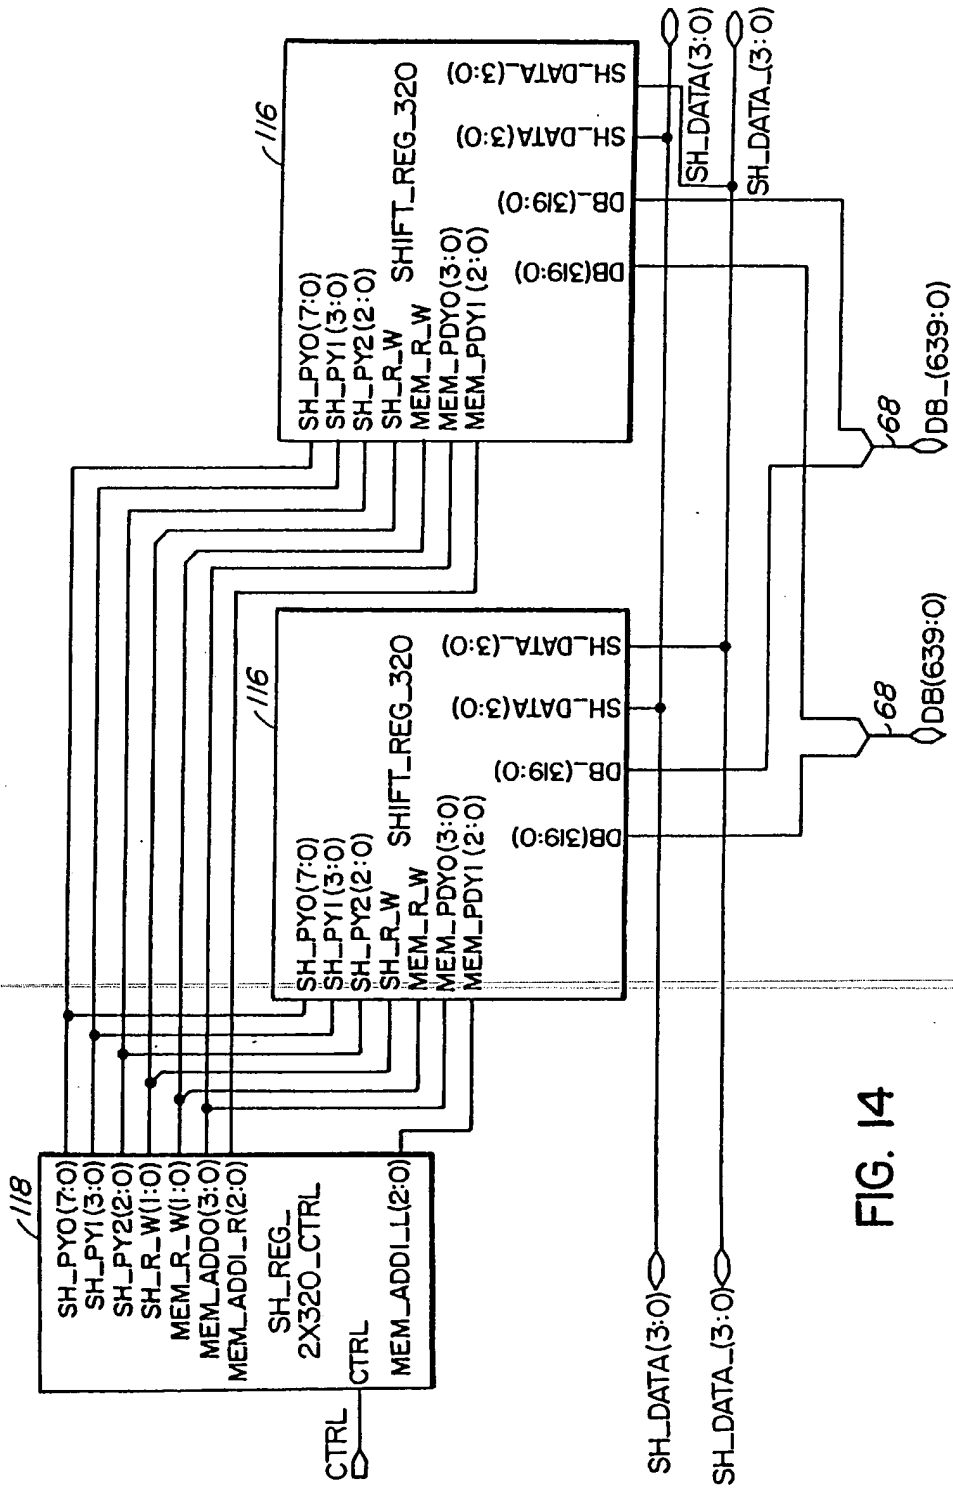 118
SH_PY0(7:0)
SH_PY1(3:0)
SH_PY2(2:0)
SH_R_W(1:0)
MEM_R_W(1:0)
MEM_ADD0(3:0)
MEM_ADD1_R(2:0)
SH_REG_
2X320_CTRL
CTRL
CTRL
MEM_ADD1_L(2:0)
116
SH_PY0(7:0)
SH_PY1(3:0)
SH_PY2(2:0)
SH_R_W
MEM_R_W
MEM_PDY0(3:0)
MEM_PDY1(2:0)
SHIFT_REG_320
DB(319:0)
DB_(319:0)
SH_DATA(3:0)
SH_DATA_(3:0)
116
SH_PY0(7:0)
SH_PY1(3:0)
SH_PY2(2:0)
SH_R_W
MEM_R_W
MEM_PDY0(3:0)
MEM_PDY1(2:0)
SHIFT_REG_320
DB(319:0)
DB_(319:0)
SH_DATA(3:0)
SH_DATA_(3:0)
SH_DATA(3:0)
SH_DATA_(3:0)
SH_DATA(3:0)
SH_DATA_(3:0)
68
DB(639:0)
68
DB_(639:0)
FIG. 14